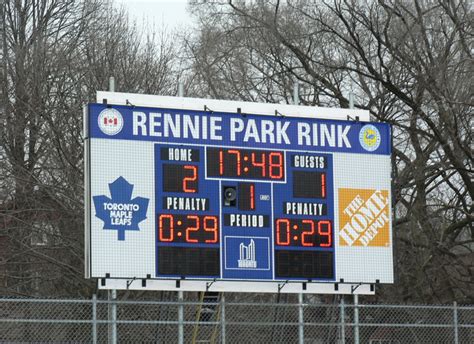 RENNIE PARK RINK
HOME
17:48
GUESTS
2
1
1
PENALTY
PERIOD
PENALTY
0:29
0:29
TORONTO
MAPLE
LEAFS
TORONTO
THE
HOME
DEPOT